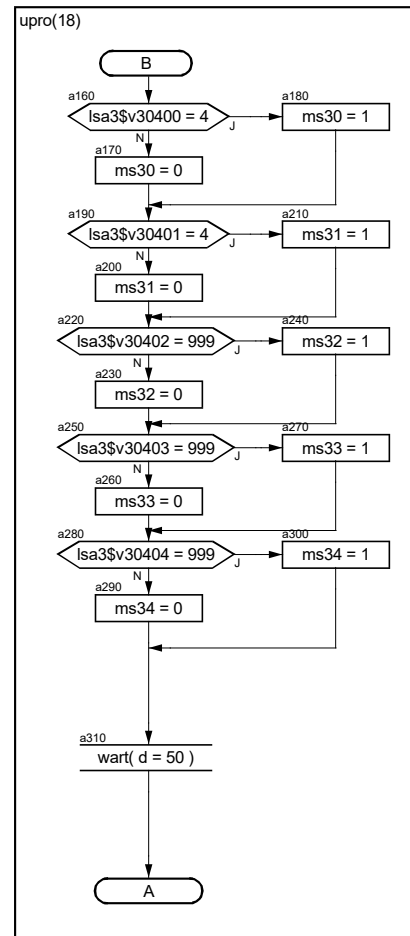 upro(18)
B
a160
lsa3$v30400 = 4
J
N
a180
ms30 = 1
a170
ms30 = 0
a190
lsa3$v30401 = 4
J
N
a210
ms31 = 1
a200
ms31 = 0
a220
lsa3$v30402 = 999
J
N
a240
ms32 = 1
a230
ms32 = 0
a250
lsa3$v30403 = 999
J
N
a270
ms33 = 1
a260
ms33 = 0
a280
lsa3$v30404 = 999
J
N
a300
ms34 = 1
a290
ms34 = 0
a310
wart( d = 50 )
A